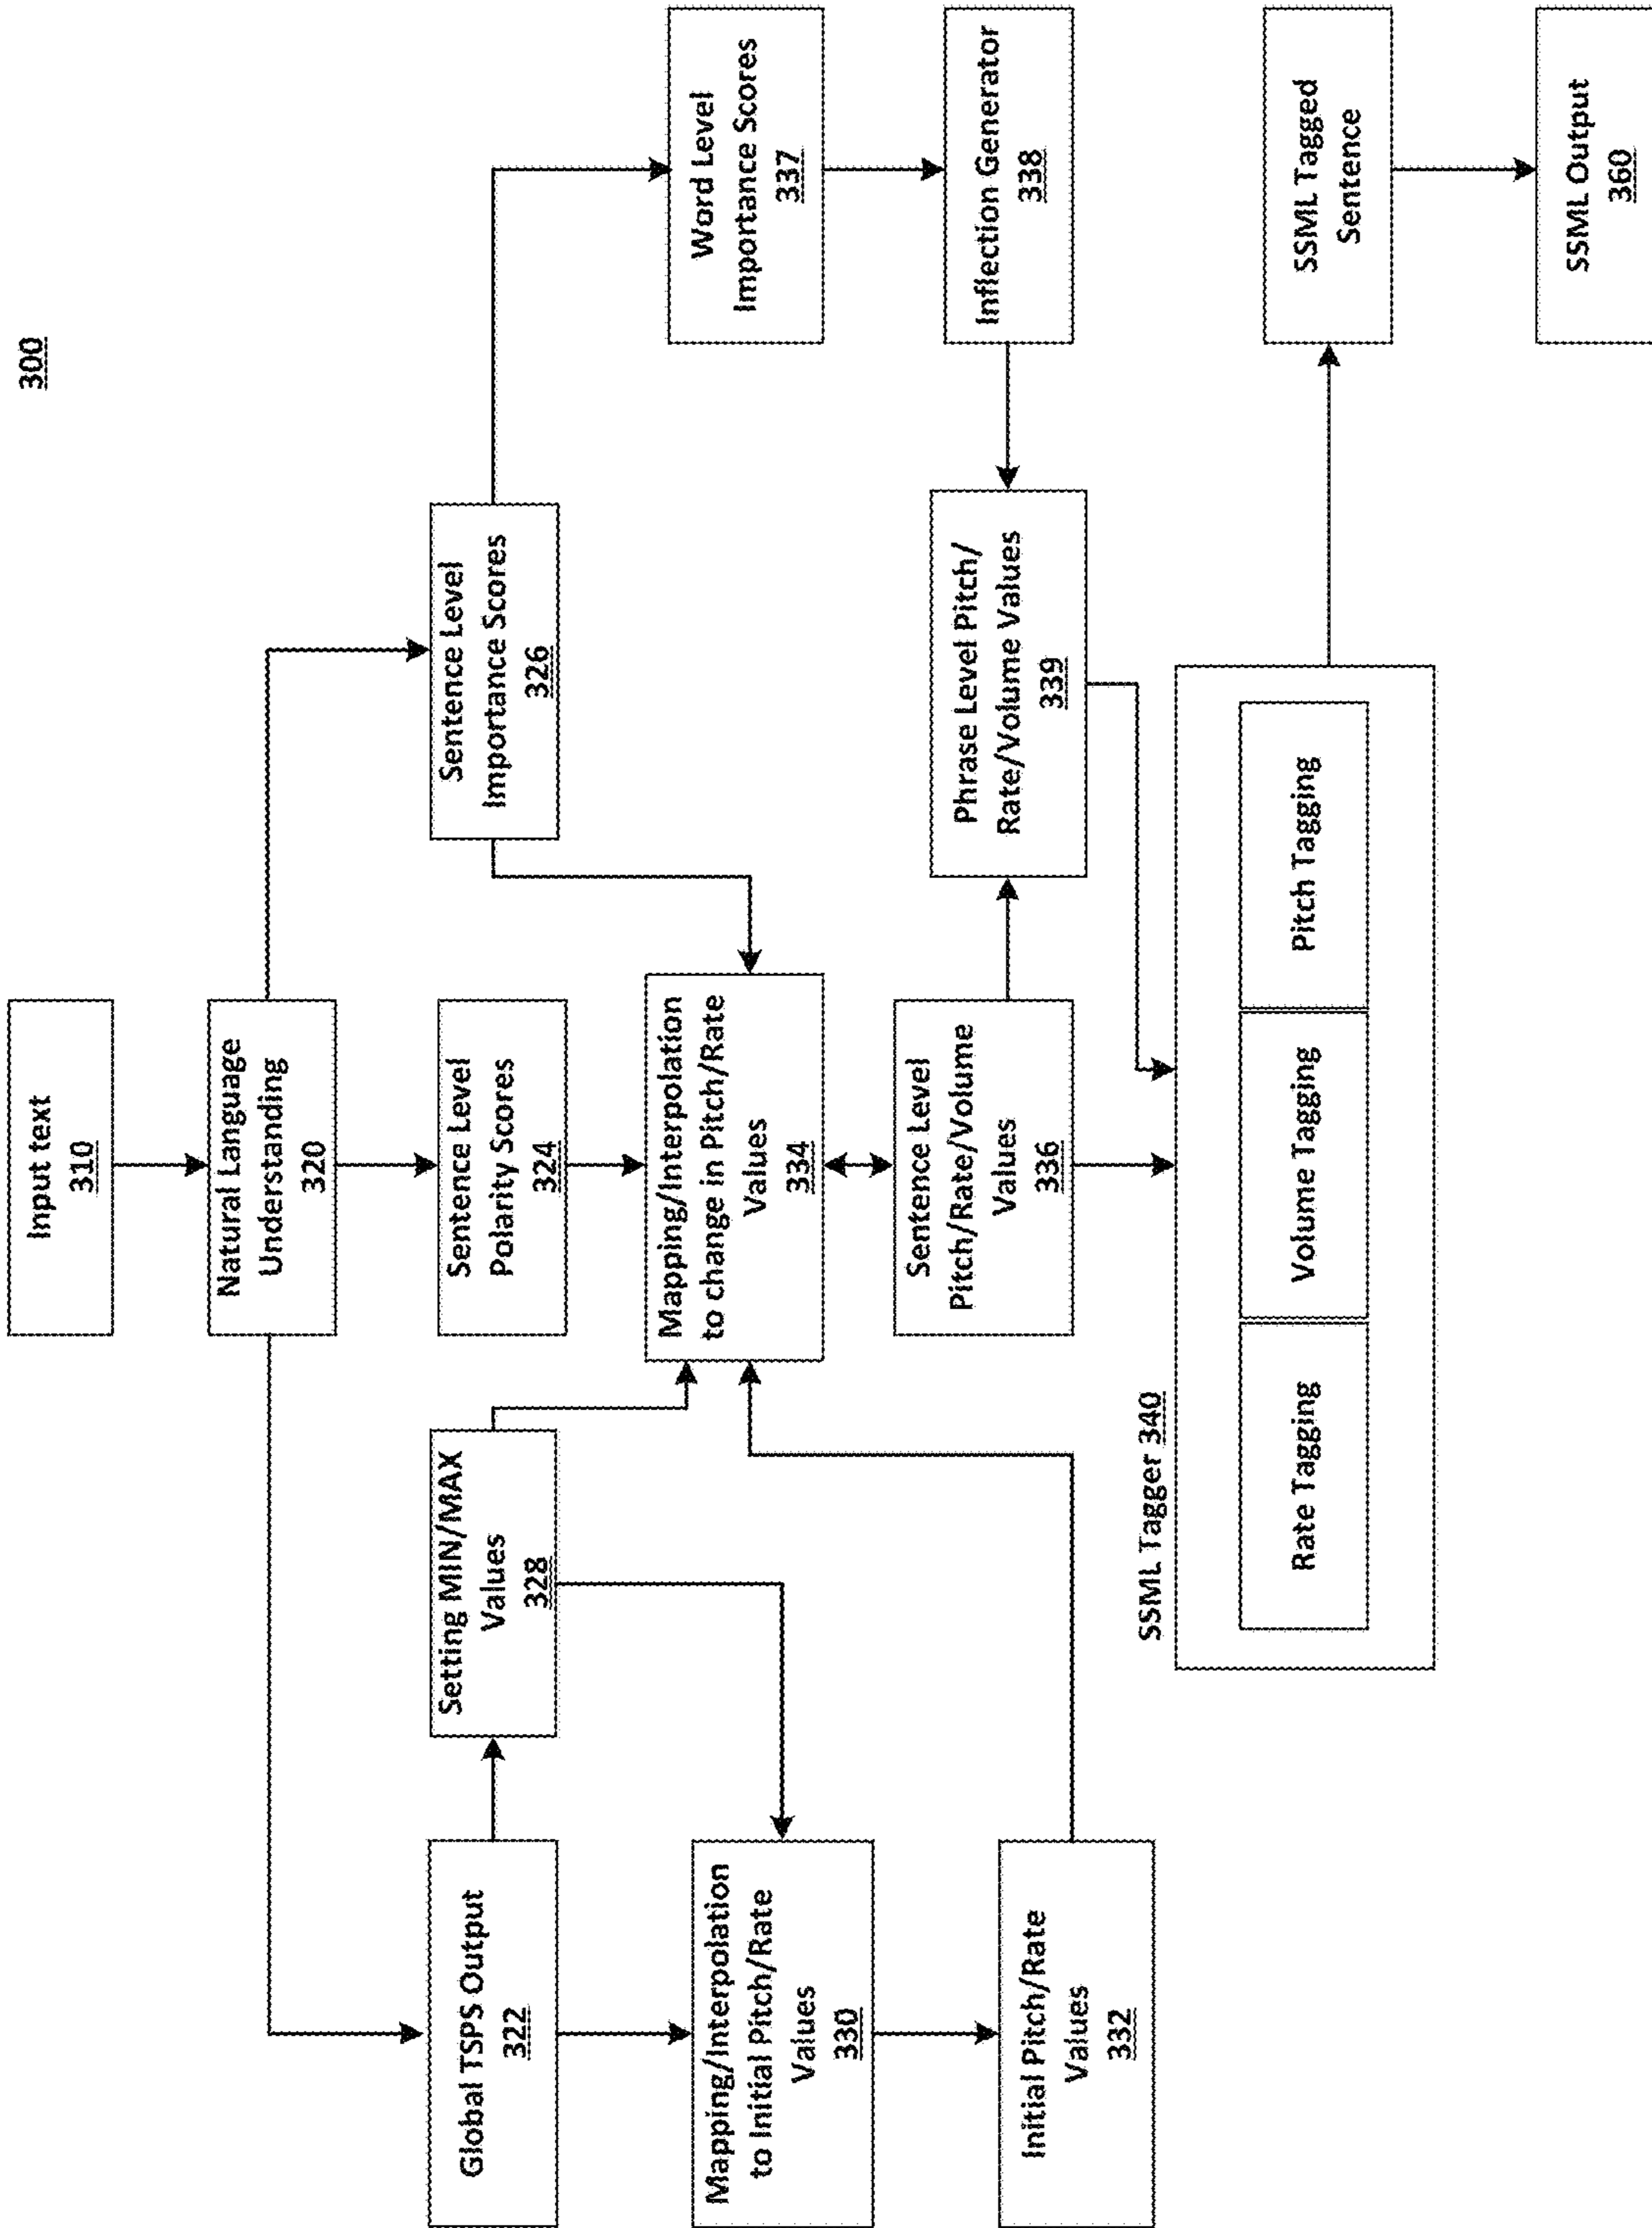 300
Input text
310
Natural Language
Understanding
320
Global TSPS Output
322
Setting MIN/MAX
Values
328
Sentence Level
Polarity Scores
324
Sentence Level
Importance Scores
326
Mapping/Interpolation
to Initial Pitch/Rate
Values
330
Mapping/Interpolation
to change in Pitch/Rate
Values
334
Word Level
Importance Scores
337
Initial Pitch/Rate
Values
332
Sentence Level
Pitch/Rate/Volume
Values
336
Phrase Level Pitch/
Rate/Volume Values
339
Inflection Generator
338
SSML Tagger 340
Rate Tagging
Volume Tagging
Pitch Tagging
SSML Tagged
Sentence
SSML Output
360